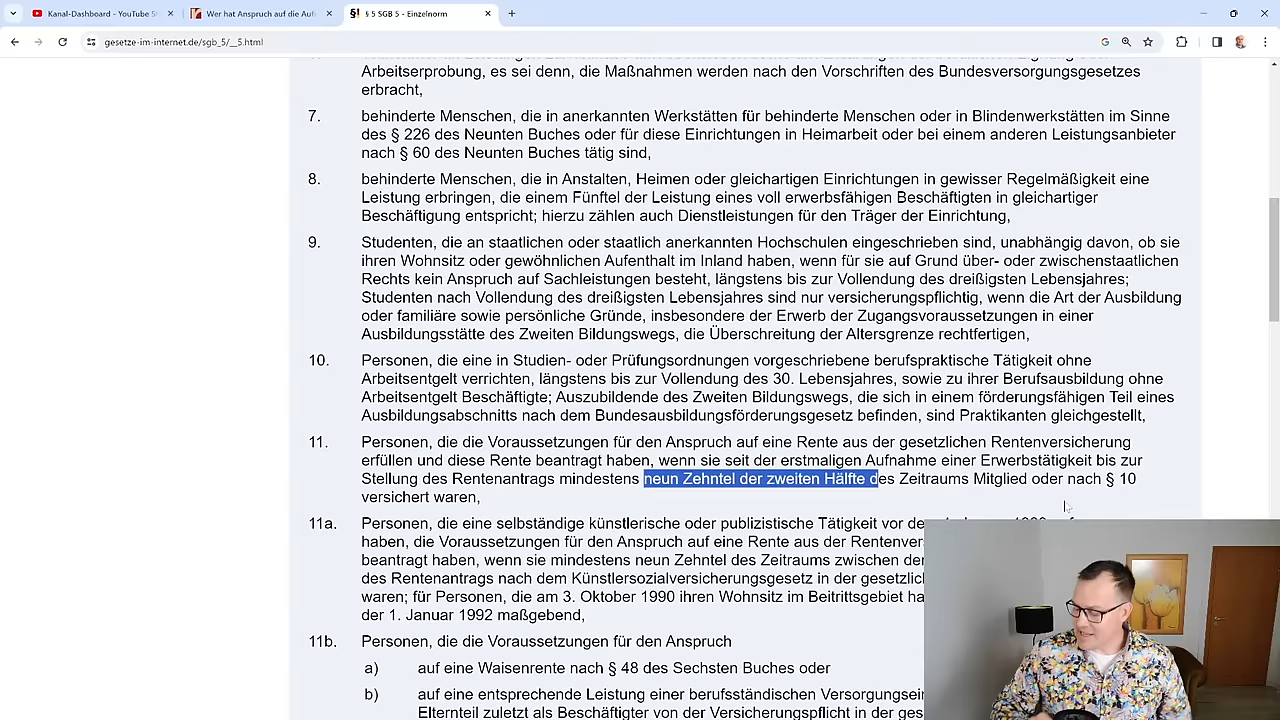 Kanal-Dashboard - YouTube S
Wer hat Anspruch auf die Auf
§ 5 SGB 5 - Einzelnorm
gesetze-im-internet.de/sgb_5/__5.html
Arbeitserprobung, es sei denn, die Maßnahmen werden nach den Vorschriften des Bundesversorgungsgesetzes
erbracht,
7. behinderte Menschen, die in anerkannten Werkstätten für behinderte Menschen oder in Blindenwerkstätten im Sinne
des § 226 des Neunten Buches oder für diese Einrichtungen in Heimarbeit oder bei einem anderen Leistungsanbieter
nach § 60 des Neunten Buches tätig sind,
8. behinderte Menschen, die in Anstalten, Heimen oder gleichartigen Einrichtungen in gewisser Regelmäßigkeit eine
Leistung erbringen, die einem Fünftel der Leistung eines voll erwerbsfähigen Beschäftigten in gleichartiger
Beschäftigung entspricht; hierzu zählen auch Dienstleistungen für den Träger der Einrichtung,
9. Studenten, die an staatlichen oder staatlich anerkannten Hochschulen eingeschrieben sind, unabhängig davon, ob sie
ihren Wohnsitz oder gewöhnlichen Aufenthalt im Inland haben, wenn für sie auf Grund über- oder zwischenstaatlichen
Rechts kein Anspruch auf Sachleistungen besteht, längstens bis zur Vollendung des dreißigsten Lebensjahres;
Studenten nach Vollendung des dreißigsten Lebensjahres sind nur versicherungspflichtig, wenn die Art der Ausbildung
oder familiäre sowie persönliche Gründe, insbesondere der Erwerb der Zugangsvoraussetzungen in einer
Ausbildungsstätte des Zweiten Bildungswegs, die Überschreitung der Altersgrenze rechtfertigen,
10. Personen, die eine in Studien- oder Prüfungsordnungen vorgeschriebene berufspraktische Tätigkeit ohne
Arbeitsentgelt verrichten, längstens bis zur Vollendung des 30. Lebensjahres, sowie zu ihrer Berufsausbildung ohne
Arbeitsentgelt Beschäftigte; Auszubildende des Zweiten Bildungswegs, die sich in einem förderungsfähigen Teil eines
Ausbildungsabschnitts nach dem Bundesausbildungsförderungsgesetz befinden, sind Praktikanten gleichgestellt,
11. Personen, die die Voraussetzungen für den Anspruch auf eine Rente aus der gesetzlichen Rentenversicherung
erfüllen und diese Rente beantragt haben, wenn sie seit der erstmaligen Aufnahme einer Erwerbstätigkeit bis zur
Stellung des Rentenantrags mindestens neun Zehntel der zweiten Hälfte des Zeitraums Mitglied oder nach § 10
versichert waren,
11a. Personen, die eine selbständige künstlerische oder publizistische Tätigkeit vor de
haben, die Voraussetzungen für den Anspruch auf eine Rente aus der Rentenver
beantragt haben, wenn sie mindestens neun Zehntel des Zeitraums zwischen der
des Rentenantrags nach dem Künstlersozialversicherungsgesetz in der gesetzlic
waren; für Personen, die am 3. Oktober 1990 ihren Wohnsitz im Beitrittsgebiet ha
der 1. Januar 1992 maßgebend,
11b. Personen, die die Voraussetzungen für den Anspruch
a) auf eine Waisenrente nach § 48 des Sechsten Buches oder
b) auf eine entsprechende Leistung einer berufsständischen Versorgungsei
Elternteil zuletzt als Beschäftigter von der Versicherungspflicht in der ges